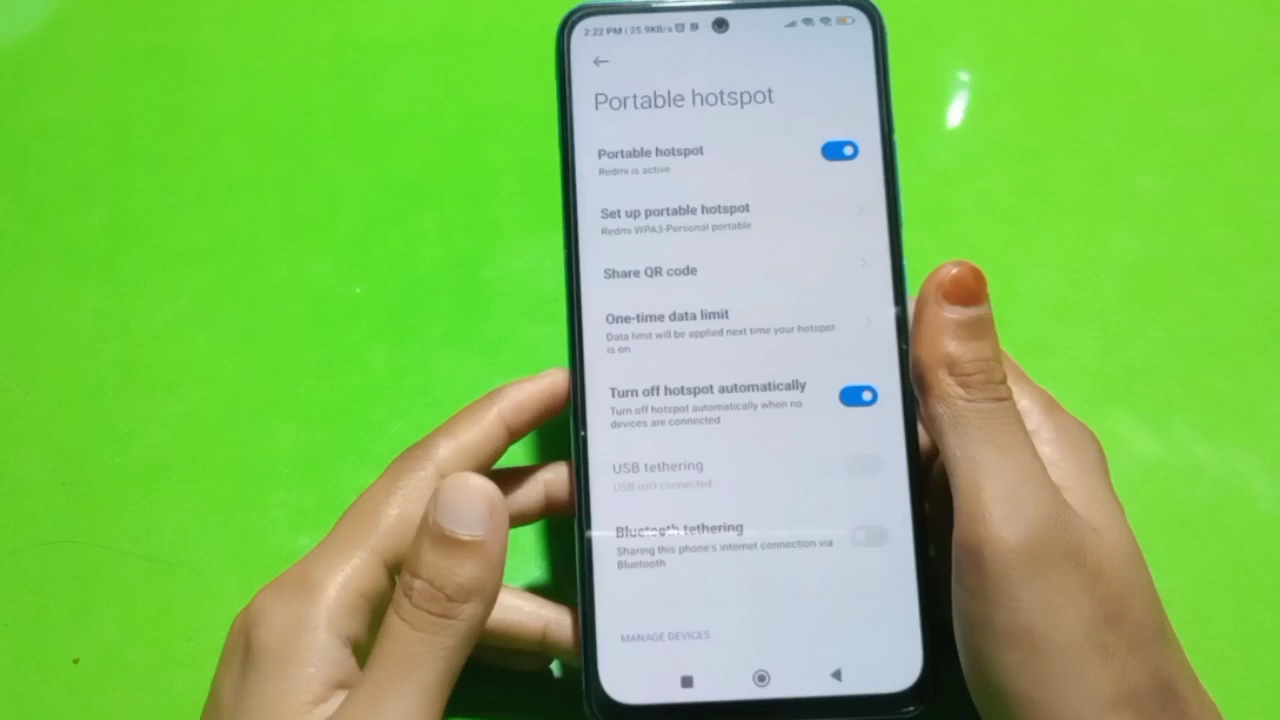 2:22 PM | 25.9KB/s
Portable hotspot
Portable hotspot
Redmi is active
Set up portable hotspot
Redmi WPA3-Personal portable
Share QR code
One-time data limit
Data limit will be applied next time your hotspot
is on
Turn off hotspot automatically
Turn off hotspot automatically when no
devices are connected
USB tethering
USB isn't connected
Bluetooth tethering
Sharing this phone's internet connection via
Bluetooth
MANAGE DEVICES